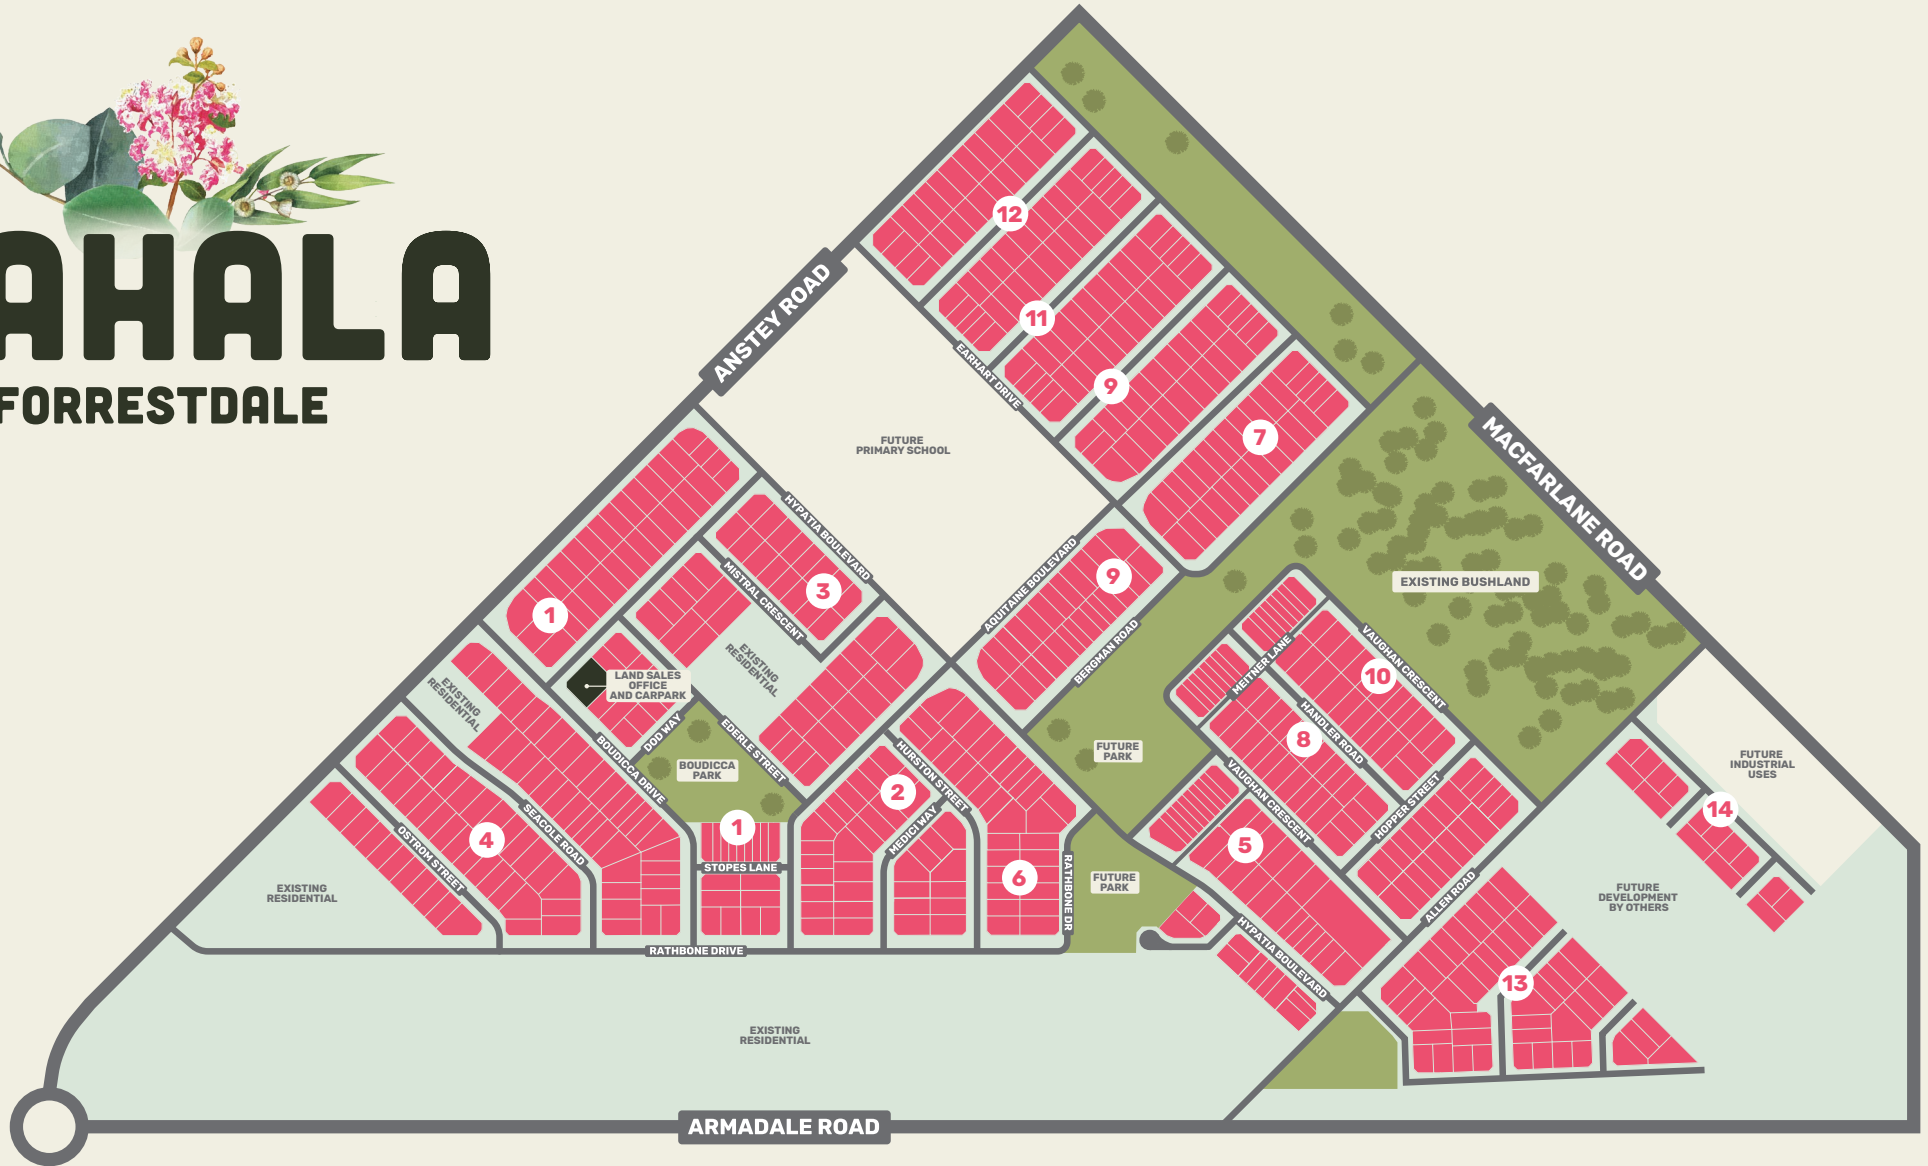 AHALA
FORRESTDALE
ANSTEY ROAD
MACFARLANE ROAD
ARMADALE ROAD
12
11
9
7
EARHART DRIVE
FUTURE
PRIMARY SCHOOL
HYPATIA BOULEVARD
3
MISTRAL CRESCENT
1
EXISTING
RESIDENTIAL
LAND SALES
OFFICE
AND CARPARK
EXISTING
RESIDENTIAL
DOD WAY
EDERLE STREET
BOUDICCA DRIVE
BOUDICCA
PARK
1
STOPES LANE
SEACOLE ROAD
4
OSTROM STREET
EXISTING
RESIDENTIAL
RATHBONE DRIVE
2
HURSTON STREET
MEDICI WAY
6
RATHBONE DR
AQUITAINE BOULEVARD
9
BERGMAN ROAD
FUTURE
PARK
FUTURE
PARK
EXISTING BUSHLAND
VAUGHAN CRESCENT
MEITNER LANE
10
HANDLER ROAD
8
VAUGHAN CRESCENT
HOPPER STREET
5
ALLEN ROAD
HYPATIA BOULEVARD
13
14
FUTURE
INDUSTRIAL
USES
FUTURE
DEVELOPMENT
BY OTHERS
EXISTING
RESIDENTIAL